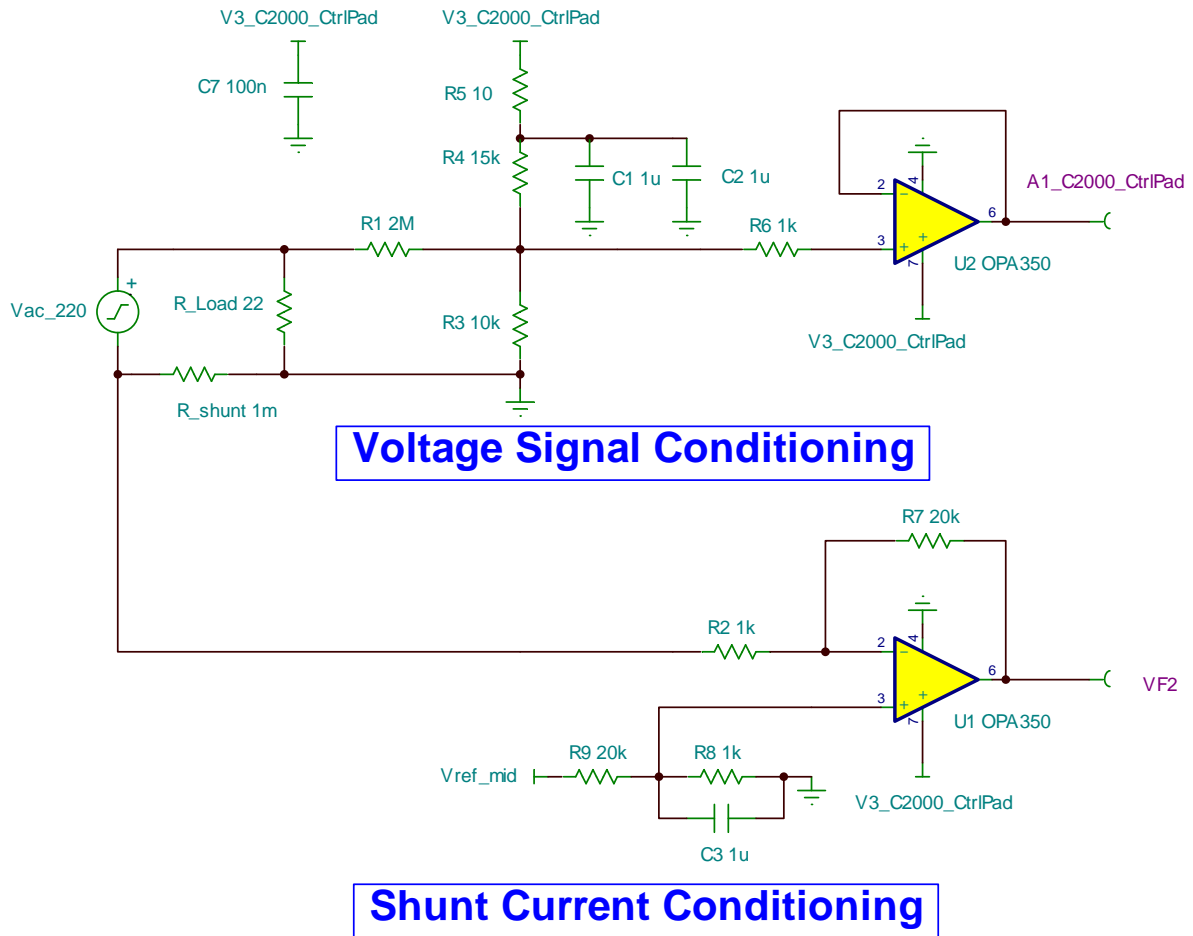 V3_C2000_CtrlPad
V3_C2000_CtrlPad
C7 100n
R5 10
R4 15k
C1 1u
C2 1u
A1_C2000_CtrlPad
2
4
6
3
7
R1 2M
R6 1k
U2 OPA350
Vac_220
R_Load 22
R3 10k
V3_C2000_CtrlPad
R_shunt 1m
Voltage Signal Conditioning
R7 20k
R2 1k
2
4
6
3
7
VF2
U1 OPA350
R9 20k
R8 1k
Vref_mid
V3_C2000_CtrlPad
C3 1u
Shunt Current Conditioning